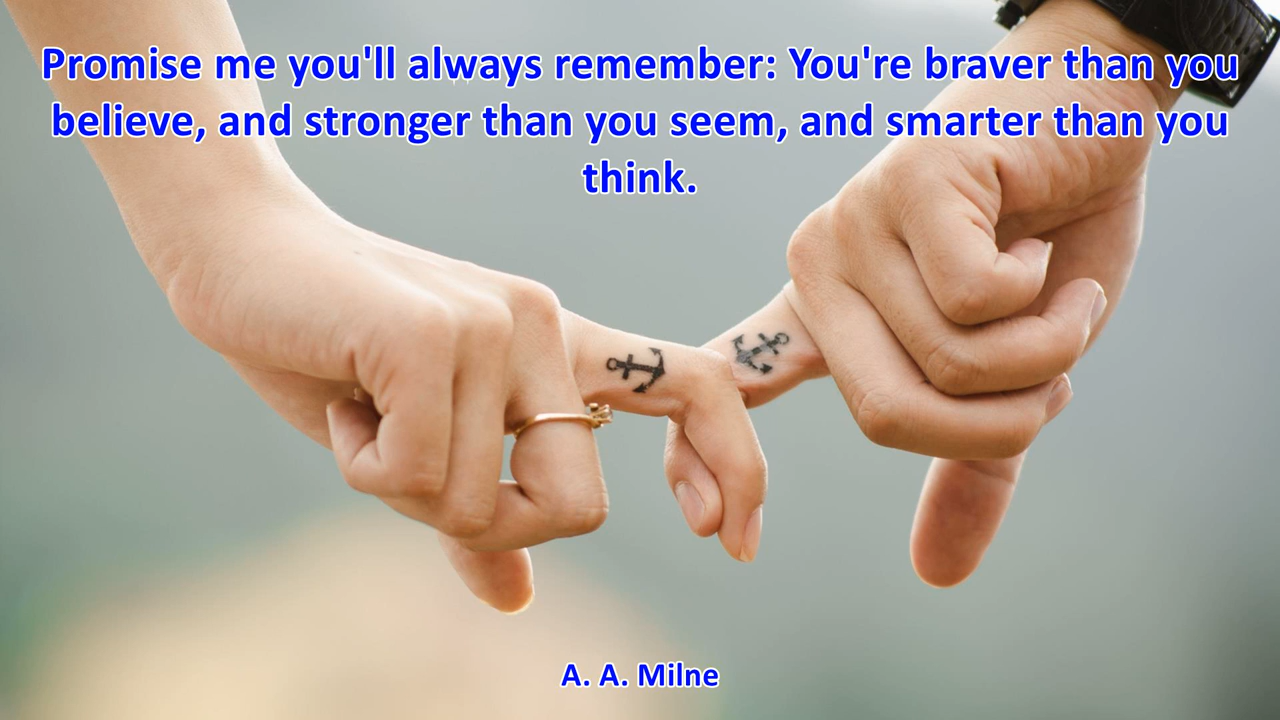 Promise me you'll always remember: You're braver than you
believe, and stronger than you seem, and smarter than you
think.
A. A. Milne